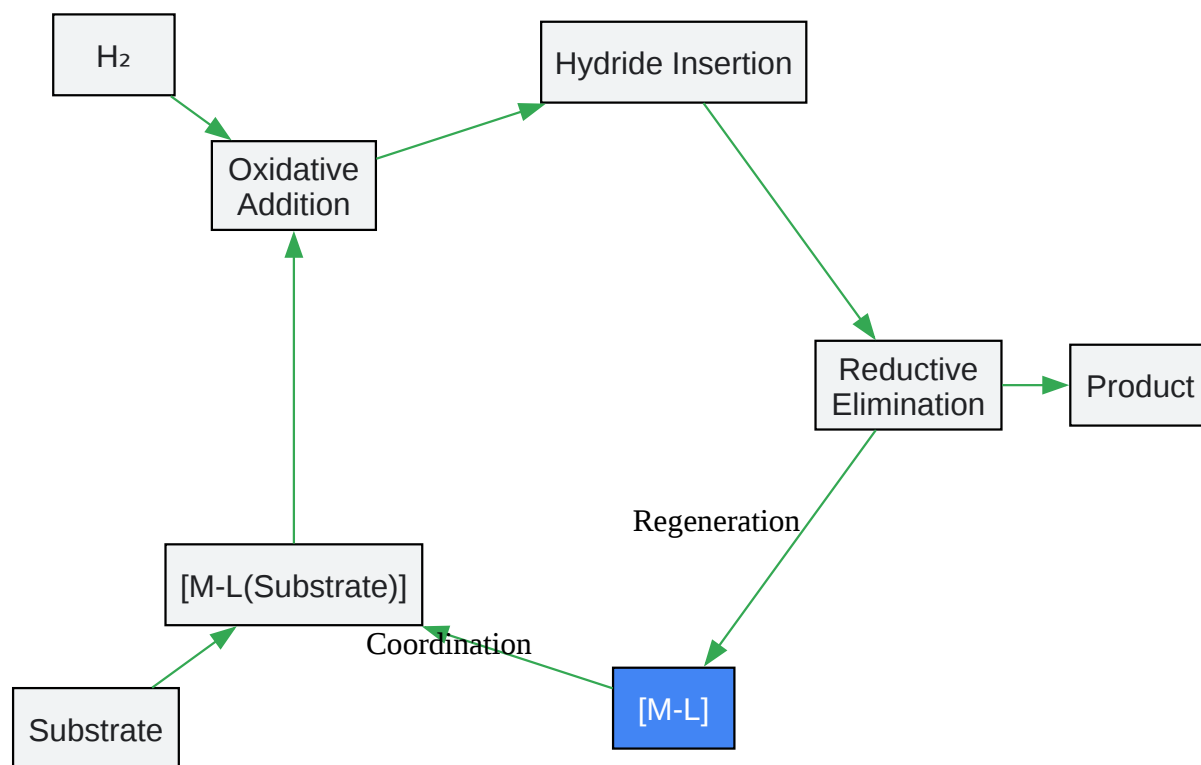 H₂
Hydride Insertion
Oxidative
Addition
Reductive
Elimination
Product
Regeneration
[M-L(Substrate)]
Coordination
[M-L]
Substrate